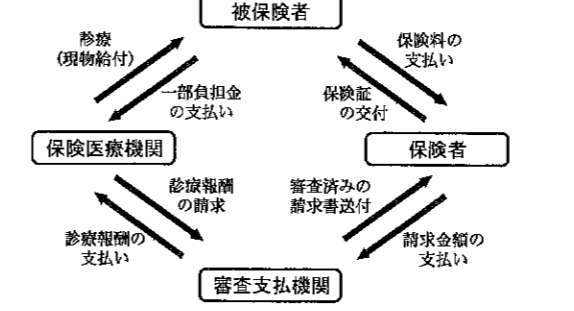 被保険者
診療
(現物給付)
保険料の
支払い
一部負担金
の支払い
保険証
の交付
保険医療機関
保険者
診療報酬
の請求
審査済みの
請求書送付
診療報酬の
支払い
請求金額の
支払い
審査支払機関